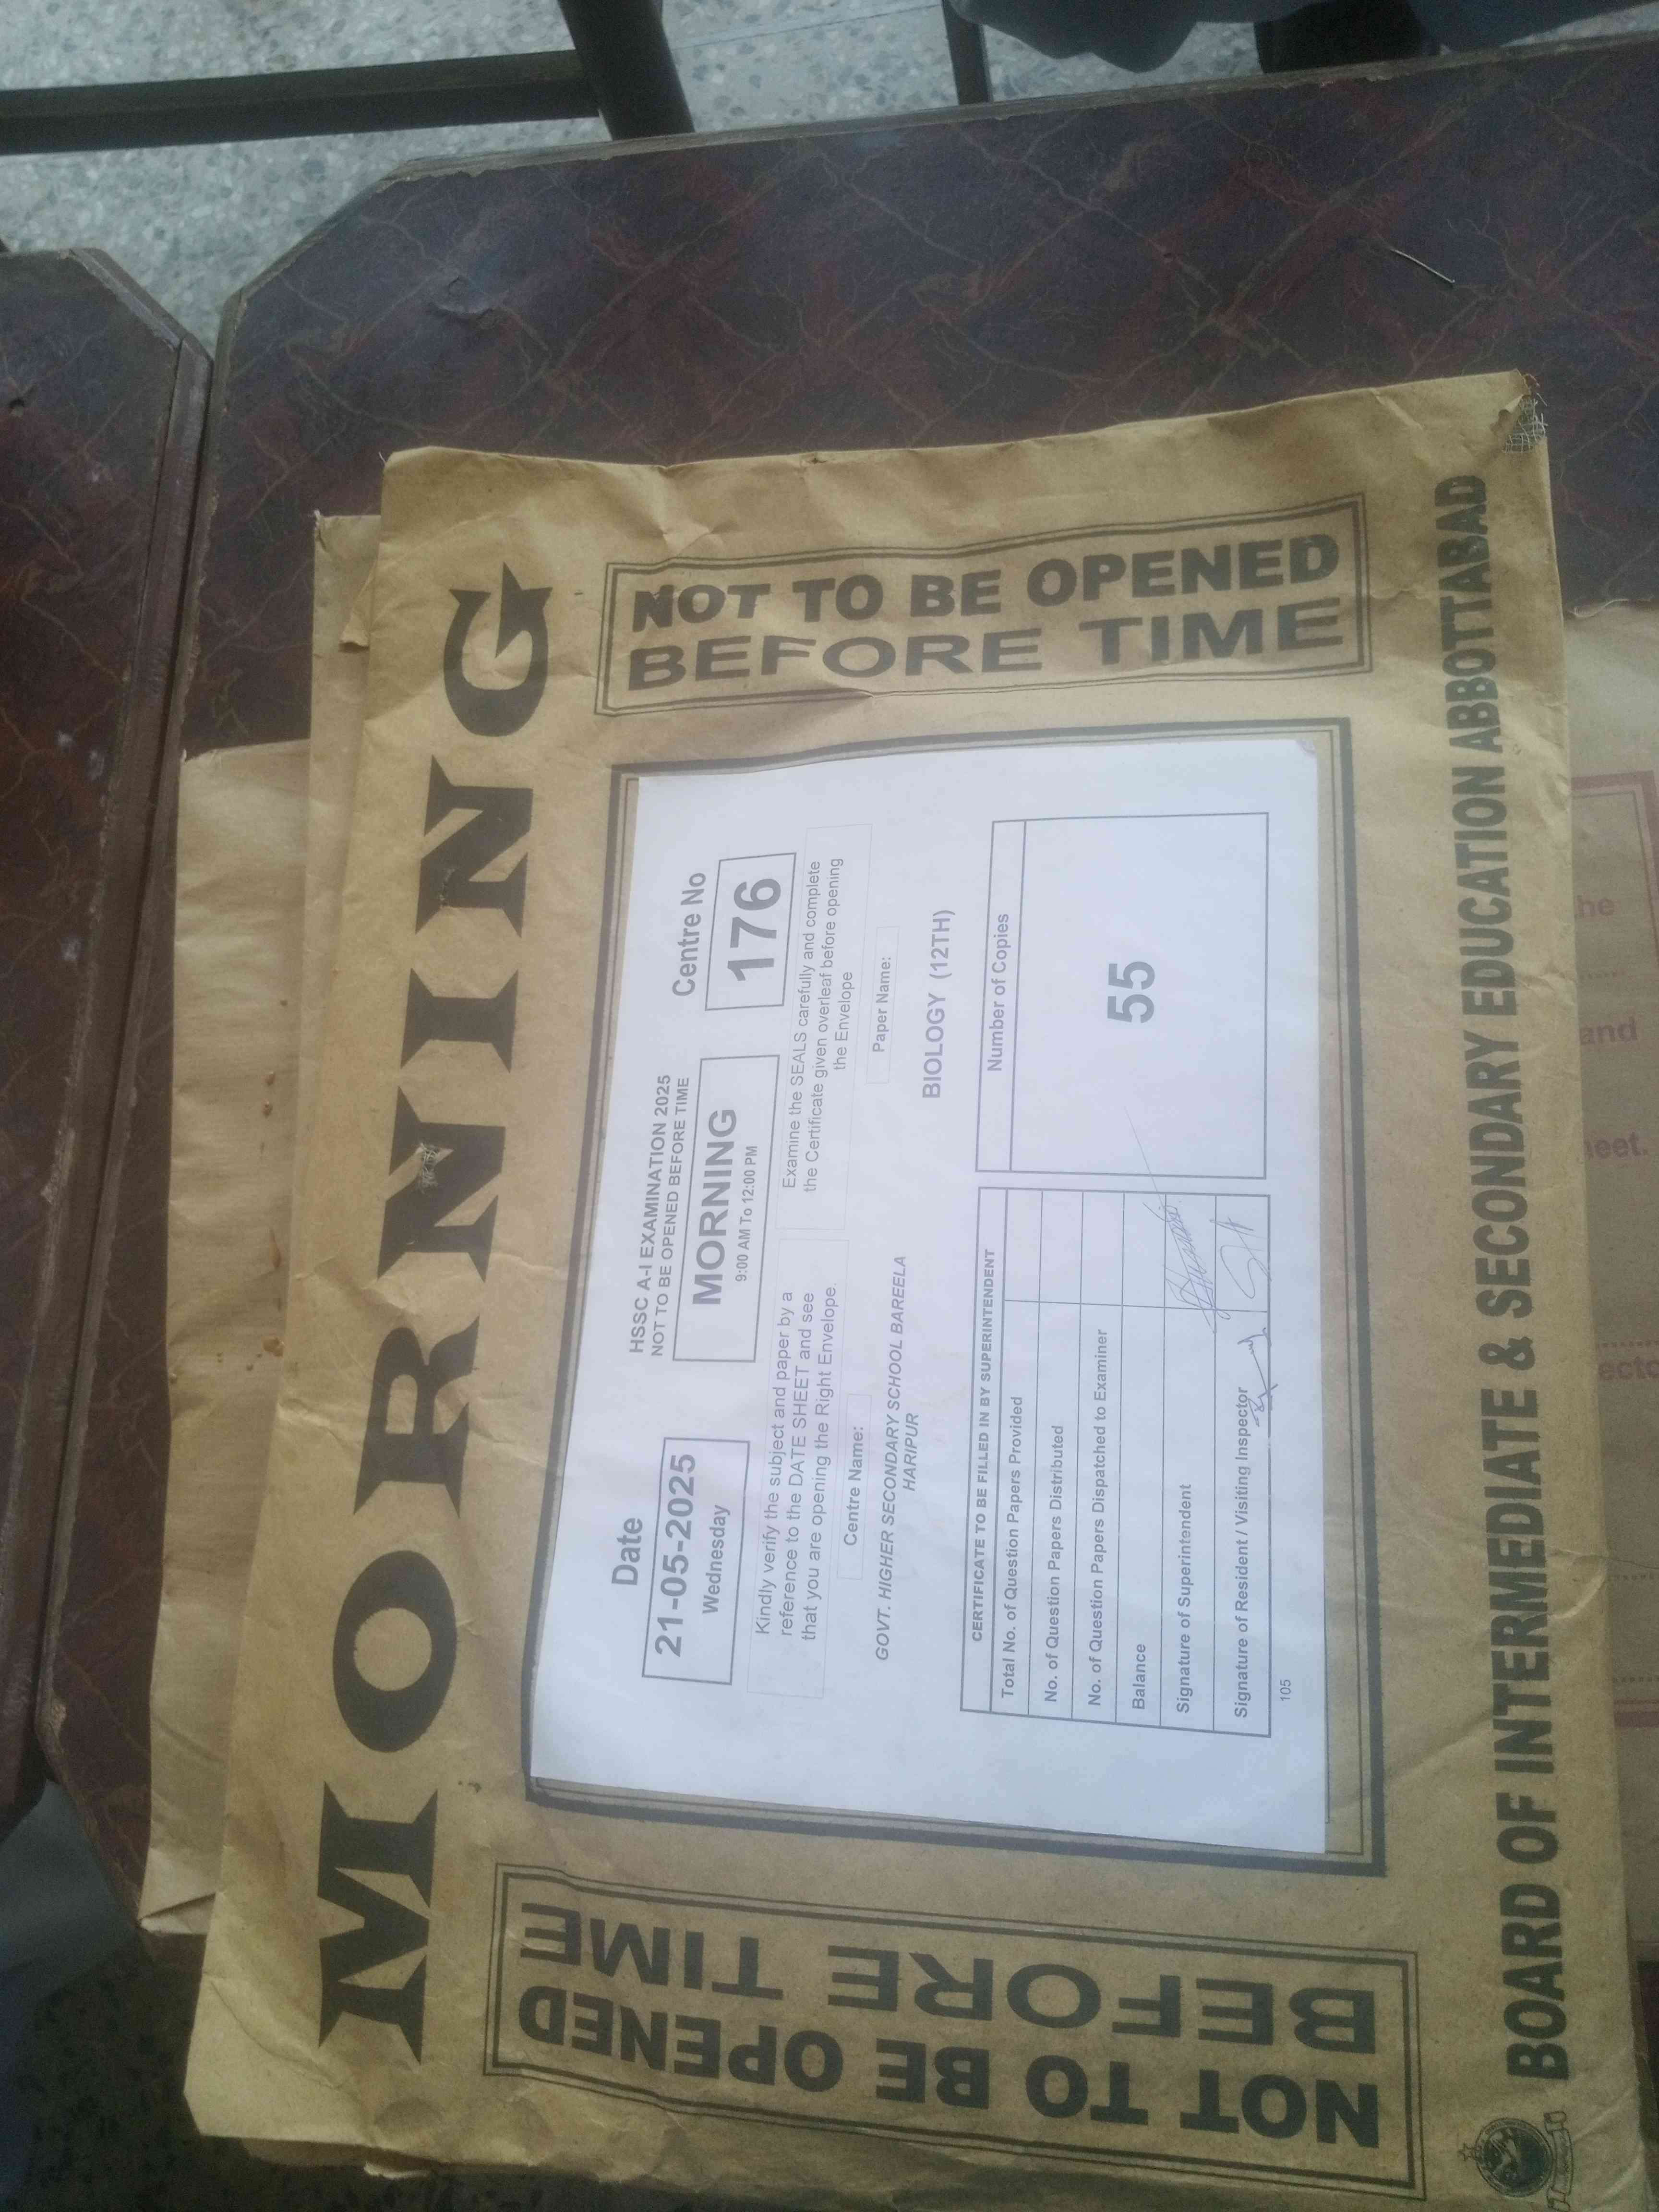 MORNING
NOT TO BE OPENED
BEFORE TIME
Date
21-05-2025
Wednesday
HSSC A-I EXAMINATION 2025
NOT TO BE OPENED BEFORE TIME
MORNING
9:00 AM To 12:00 PM
Centre No
176
Kindly verify the subject and paper by a
reference to the DATE SHEET and see
that you are opening the Right Envelope.
Examine the SEALS carefully and complete
the Certificate given overleaf before opening
the Envelope
Centre Name:
GOVT. HIGHER SECONDARY SCHOOL BAREELA
HARIPUR
Paper Name:
BIOLOGY (12TH)
CERTIFICATE TO BE FILLED IN BY SUPERINTENDENT
Total No. of Question Papers Provided
No. of Question Papers Distributed
No. of Question Papers Dispatched to Examiner
Balance
Signature of Superintendent
Signature of Resident / Visiting Inspector
Number of Copies
55
105
NOT TO BE OPENED
BEFORE TIME
BOARD OF INTERMEDIATE & SECONDARY EDUCATION ABBOTTABAD
and